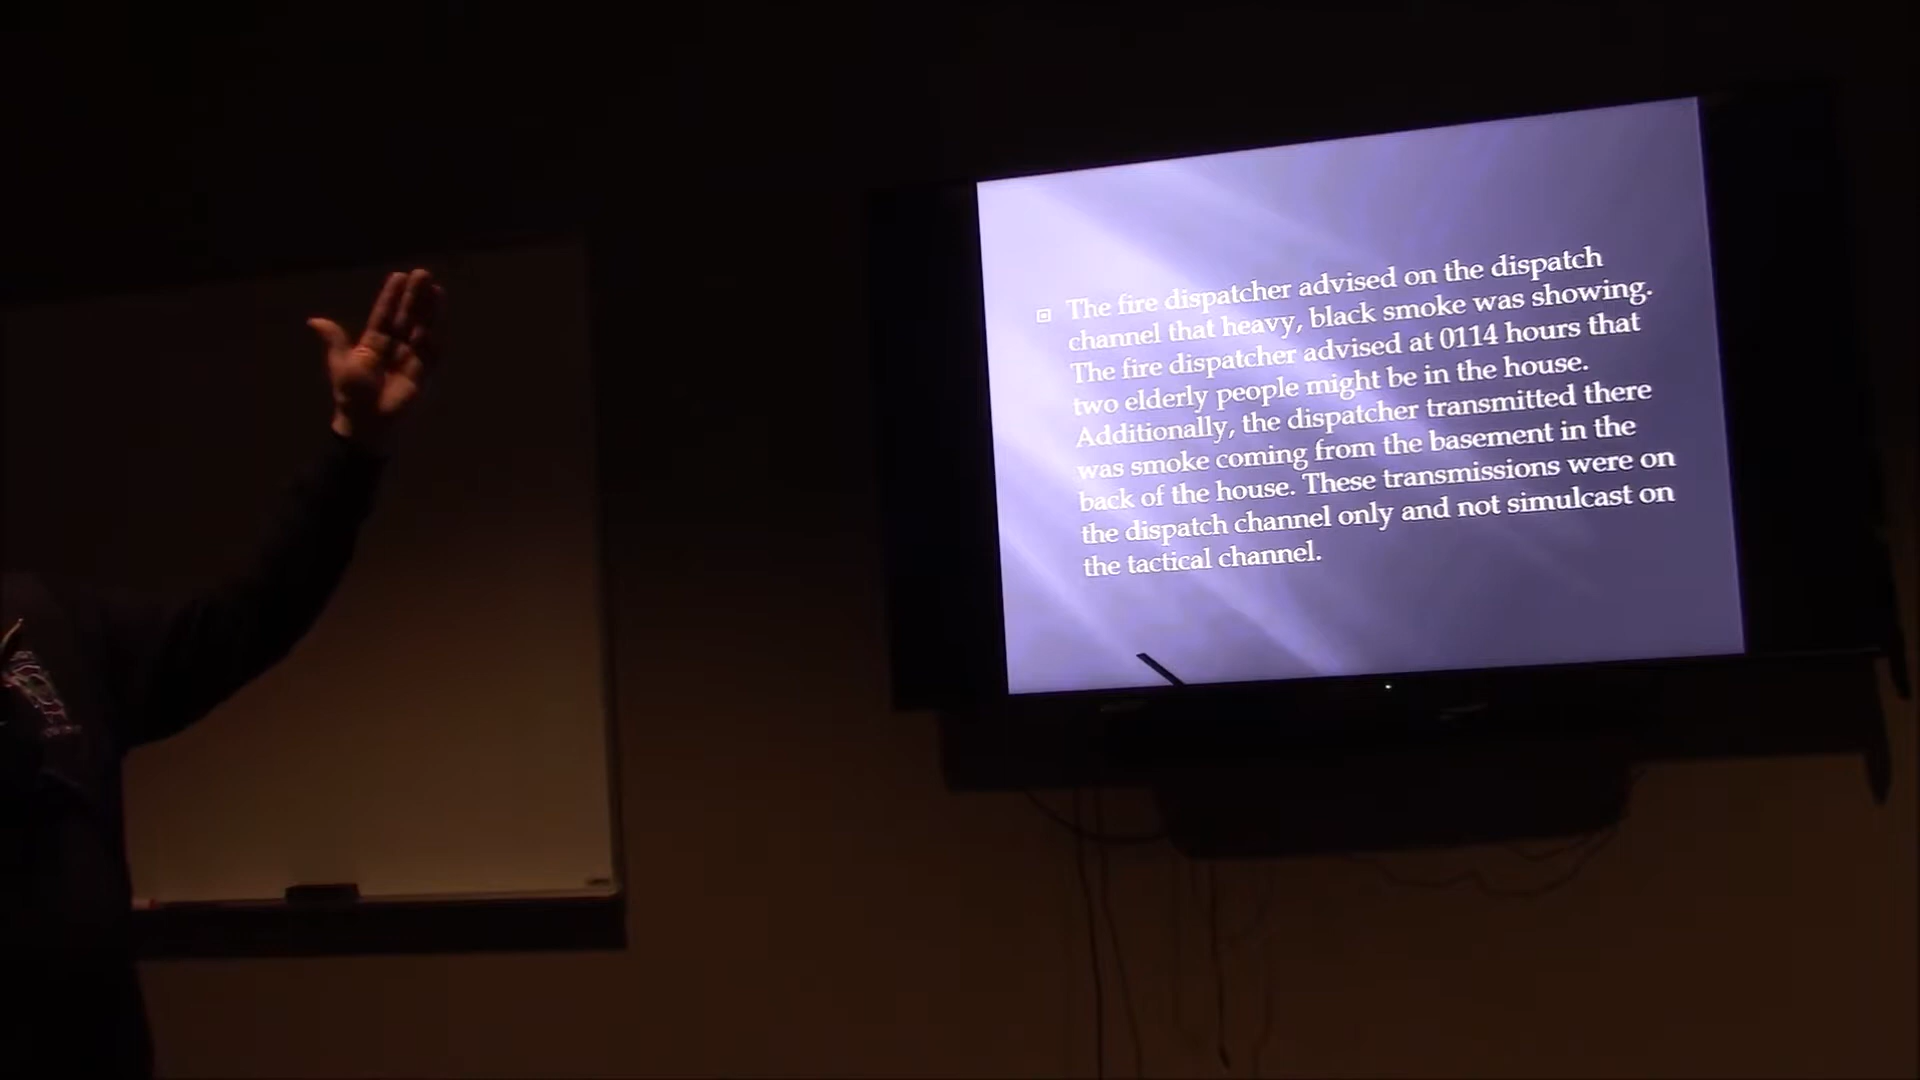 The fire dispatcher advised on the dispatch
channel that heavy, black smoke was showing.
The fire dispatcher advised at 0114 hours that
two elderly people might be in the house.
Additionally, the dispatcher transmitted there
was smoke coming from the basement in the
back of the house. These transmissions were on
the dispatch channel only and not simulcast on
the tactical channel.